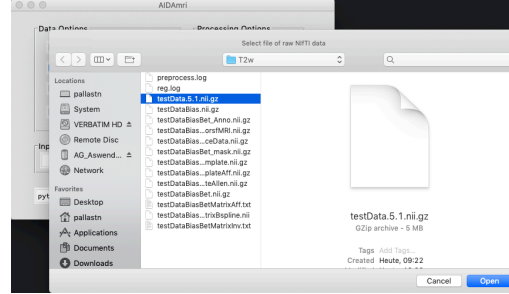 AIDAmri
Data Options
Processing Options
Select file of raw NIfTI data
T2w
Locations
pallastn
System
VERBATIM HD
Remote Disc
AG_Aswend...
Network
Favorites
Desktop
pallastn
Applications
Documents
Downloads
preprocess.log
reg.log
testData.5.1.nii.gz
testDataBias.nii.gz
testDataBiasBet_Anno.nii.gz
testDataBias...orsfMRI.nii.gz
testDataBias...ceData.nii.gz
testDataBiasBet_mask.nii.gz
testDataBias...mplate.nii.gz
testDataBias...plateAff.nii.gz
testDataBias...teAllen.nii.gz
testDataBiasBet.nii.gz
testDataBiasBetMatrixAff.txt
testDataBias...trixBspline.nii
testDataBiasBetMatrixInv.txt
testData.5.1.nii.gz
GZip archive - 5 MB
Tags Add Tags...
Created Heute, 09:22
Inp
pyt
Cancel
Open